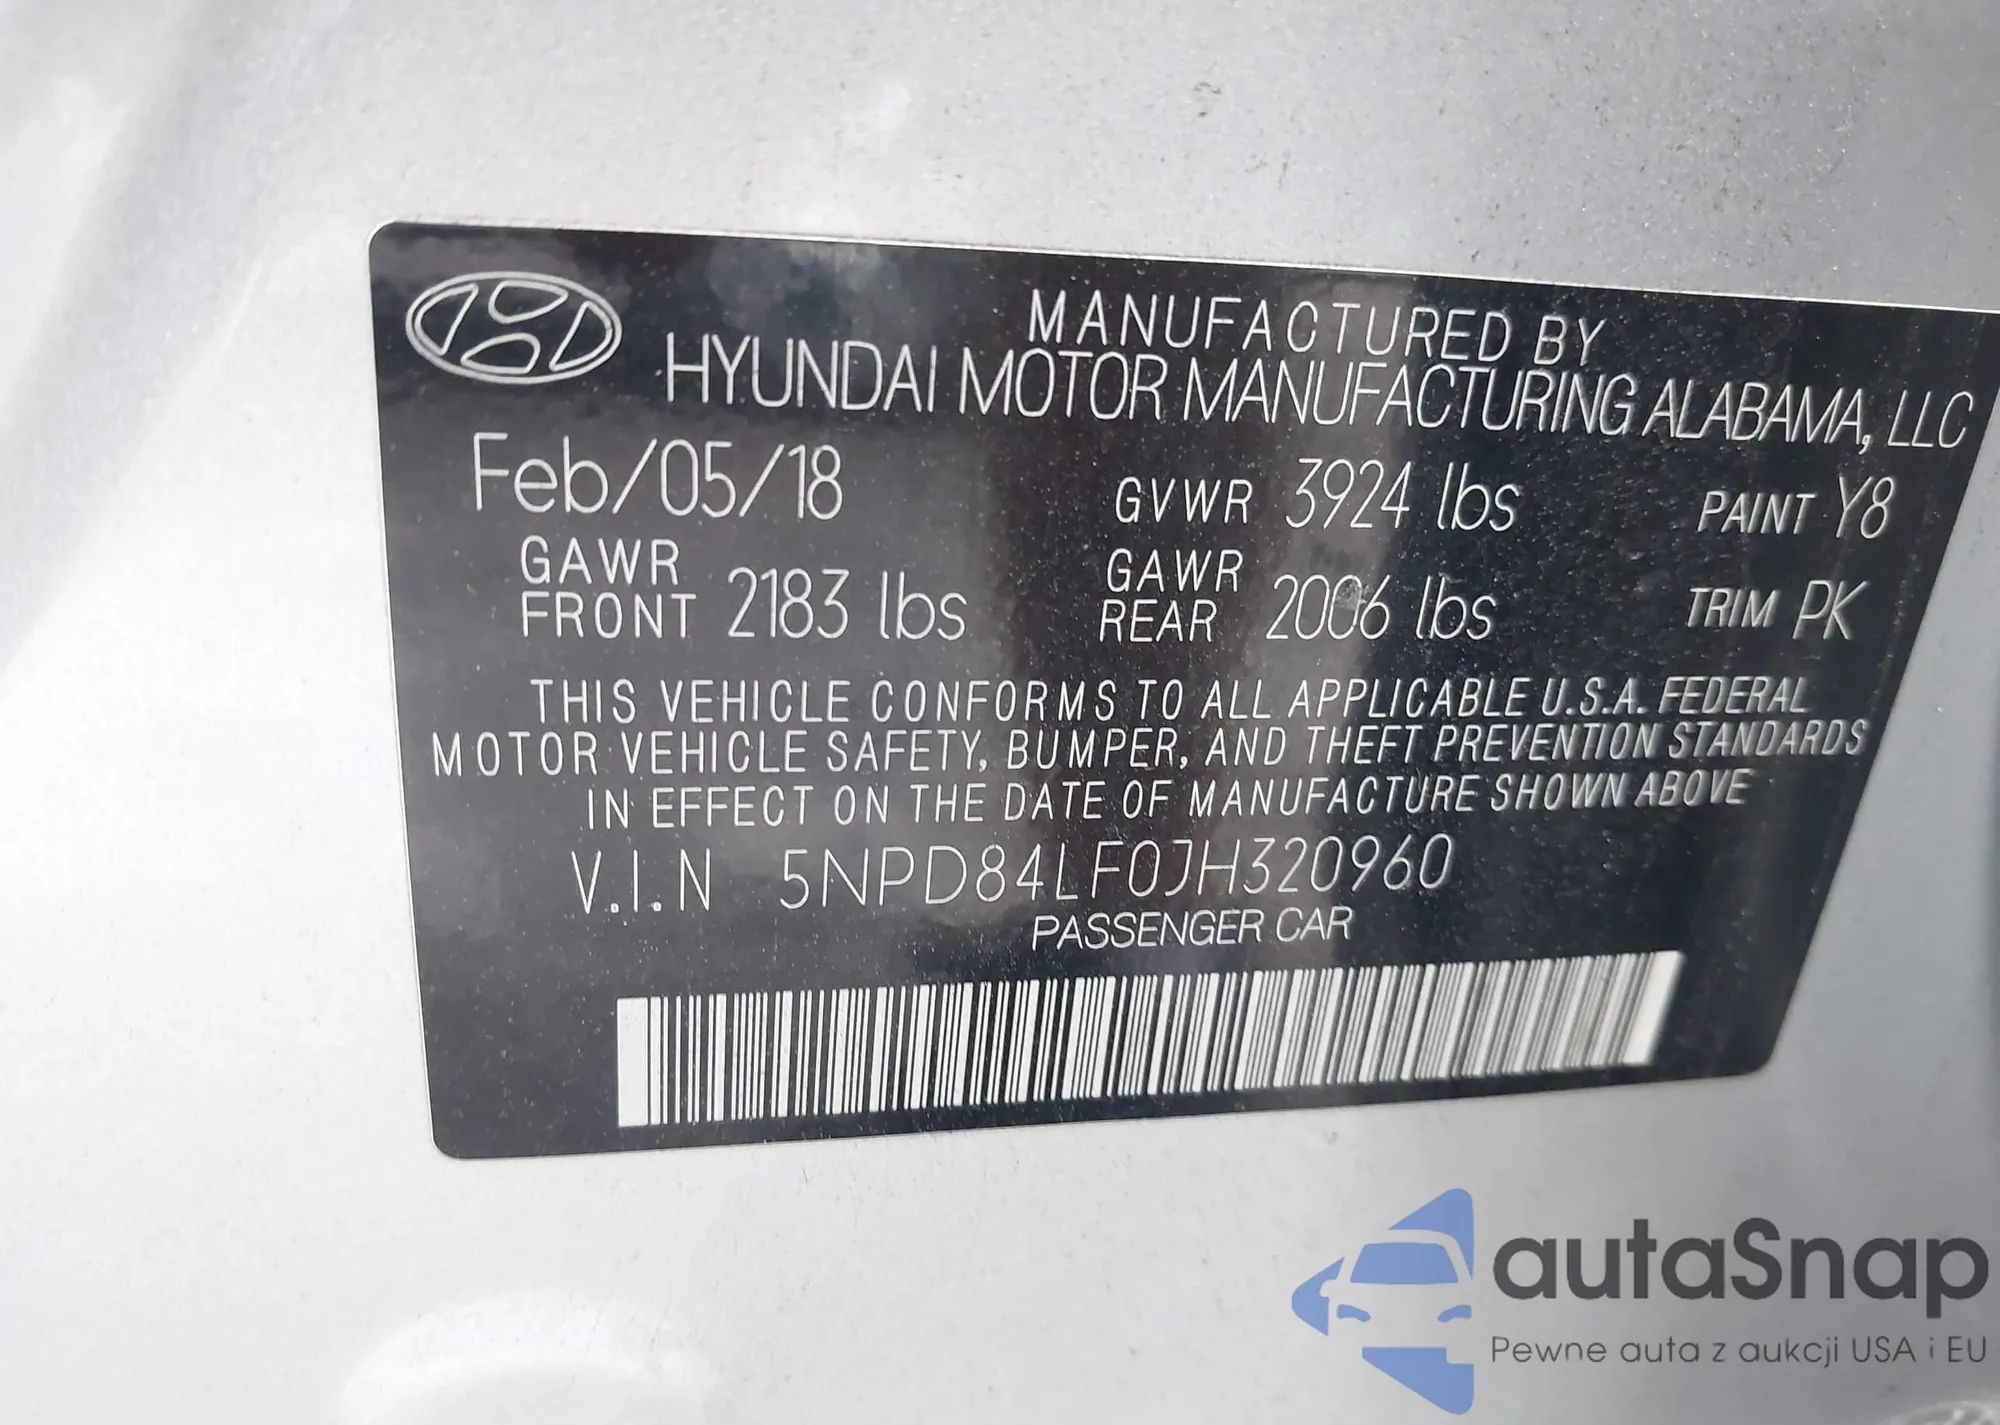 MANUFACTURED BY
HYUNDAI MOTOR MANUFACTURING ALABAMA, LLC
Feb/05/18 GVWR 3924 lbs PAINT Y8
GAWR FRONT 2183 lbs GAWR REAR 2006 lbs TRIM PK
THIS VEHICLE CONFORMS TO ALL APPLICABLE U.S.A. FEDERAL
MOTOR VEHICLE SAFETY, BUMPER, AND THEFT PREVENTION STANDARDS
IN EFFECT ON THE DATE OF MANUFACTURE SHOWN ABOVE
V.I.N 5NPD84LF0JH320960
PASSENGER CAR
autaSnap
Pewne auta z aukcji USA i EU